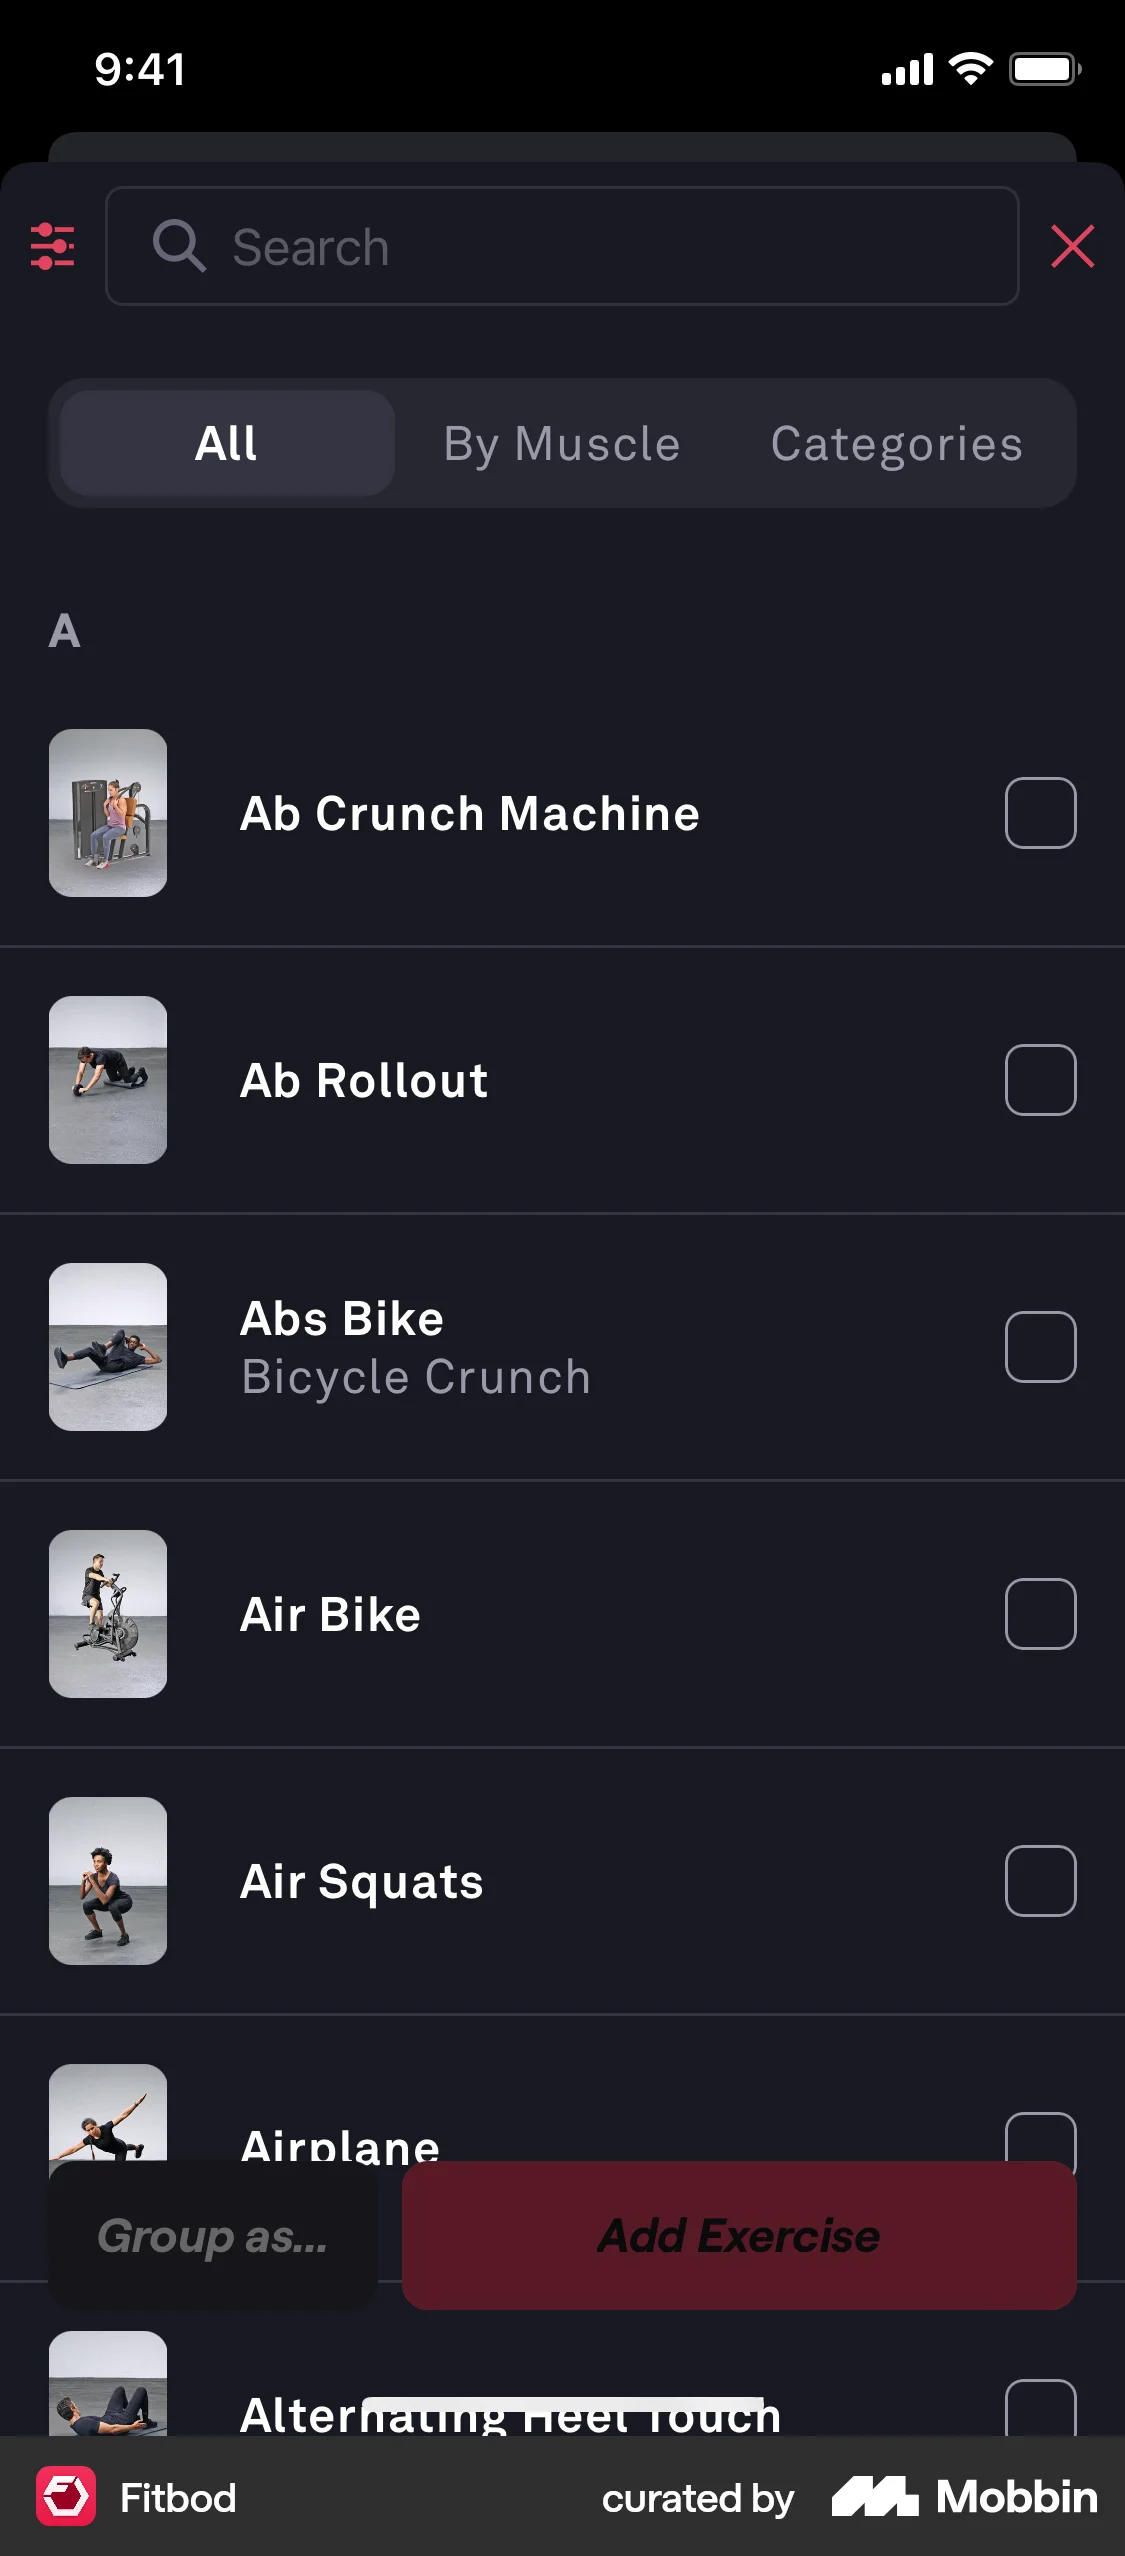 9:41
Search
All By Muscle Categories
A
Ab Crunch Machine
Ab Rollout
Abs Bike
Bicycle Crunch
Air Bike
Air Squats
Airplane
Group as... Add Exercise
Alternating Heel Touch
Fitbod curated by Mobbin